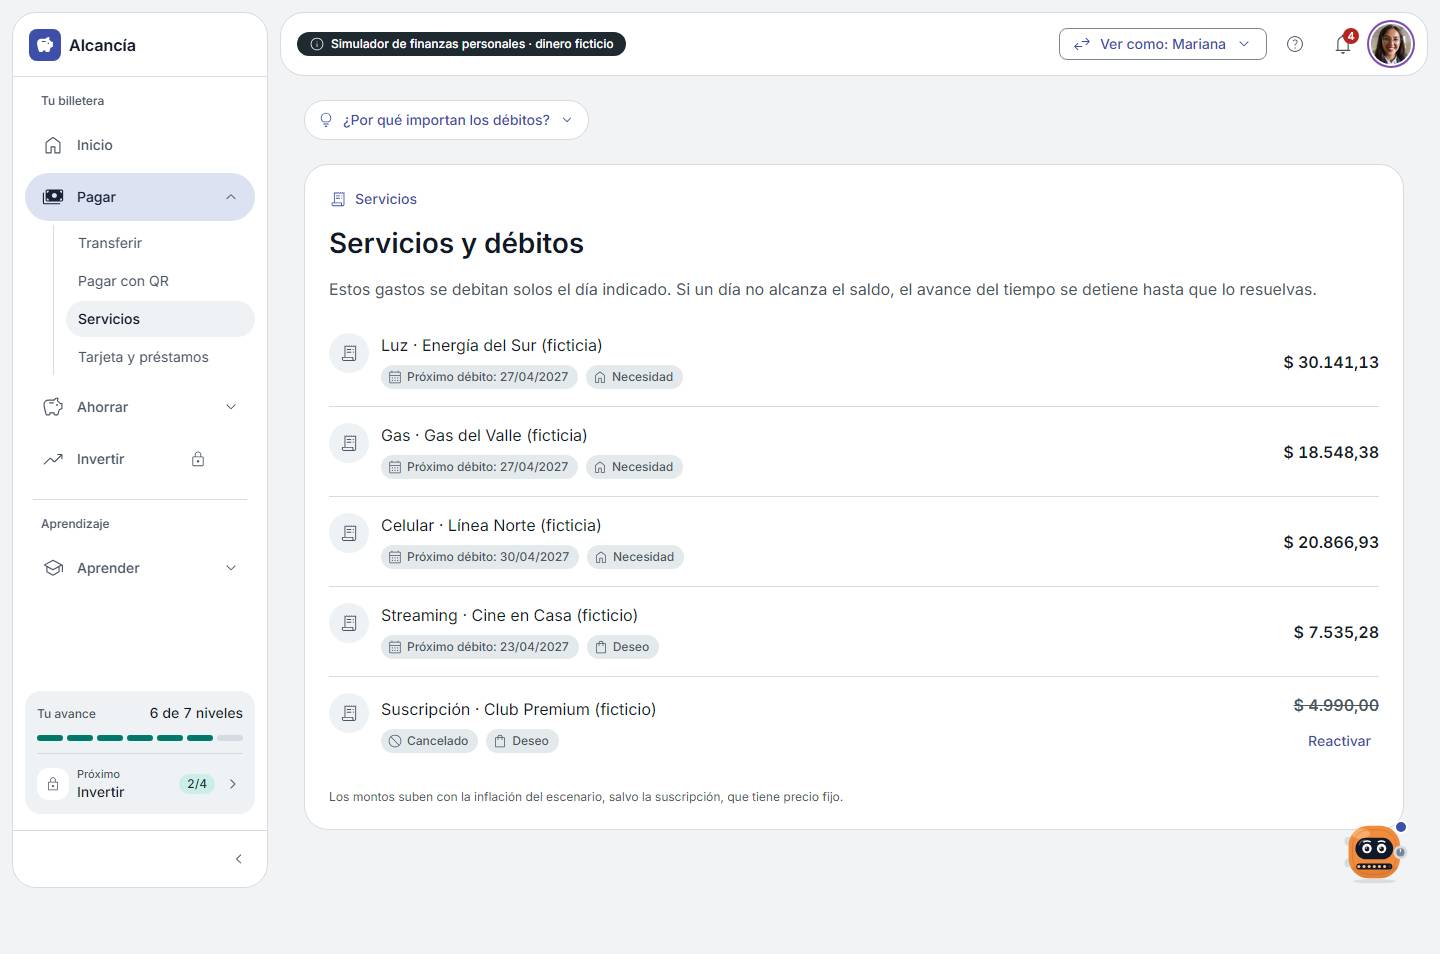 Alcancía
Simulador de finanzas personales · dinero ficticio
Ver como: Mariana
4
Tu billetera
Inicio
Pagar
Transferir
Pagar con QR
Servicios
Tarjeta y préstamos
Ahorrar
Invertir
Aprendizaje
Aprender
Tu avance
6 de 7 niveles
Próximo
Invertir
2/4
¿Por qué importan los débitos?
Servicios
Servicios y débitos
Estos gastos se debitan solos el día indicado. Si un día no alcanza el saldo, el avance del tiempo se detiene hasta que lo resuelvas.
Luz · Energía del Sur (ficticia)
Próximo débito: 27/04/2027
Necesidad
$ 30.141,13
Gas · Gas del Valle (ficticia)
Próximo débito: 27/04/2027
Necesidad
$ 18.548,38
Celular · Línea Norte (ficticia)
Próximo débito: 30/04/2027
Necesidad
$ 20.866,93
Streaming · Cine en Casa (ficticio)
Próximo débito: 23/04/2027
Deseo
$ 7.535,28
Suscripción · Club Premium (ficticio)
Cancelado
Deseo
$ 4.990,00
Reactivar
Los montos suben con la inflación del escenario, salvo la suscripción, que tiene precio fijo.